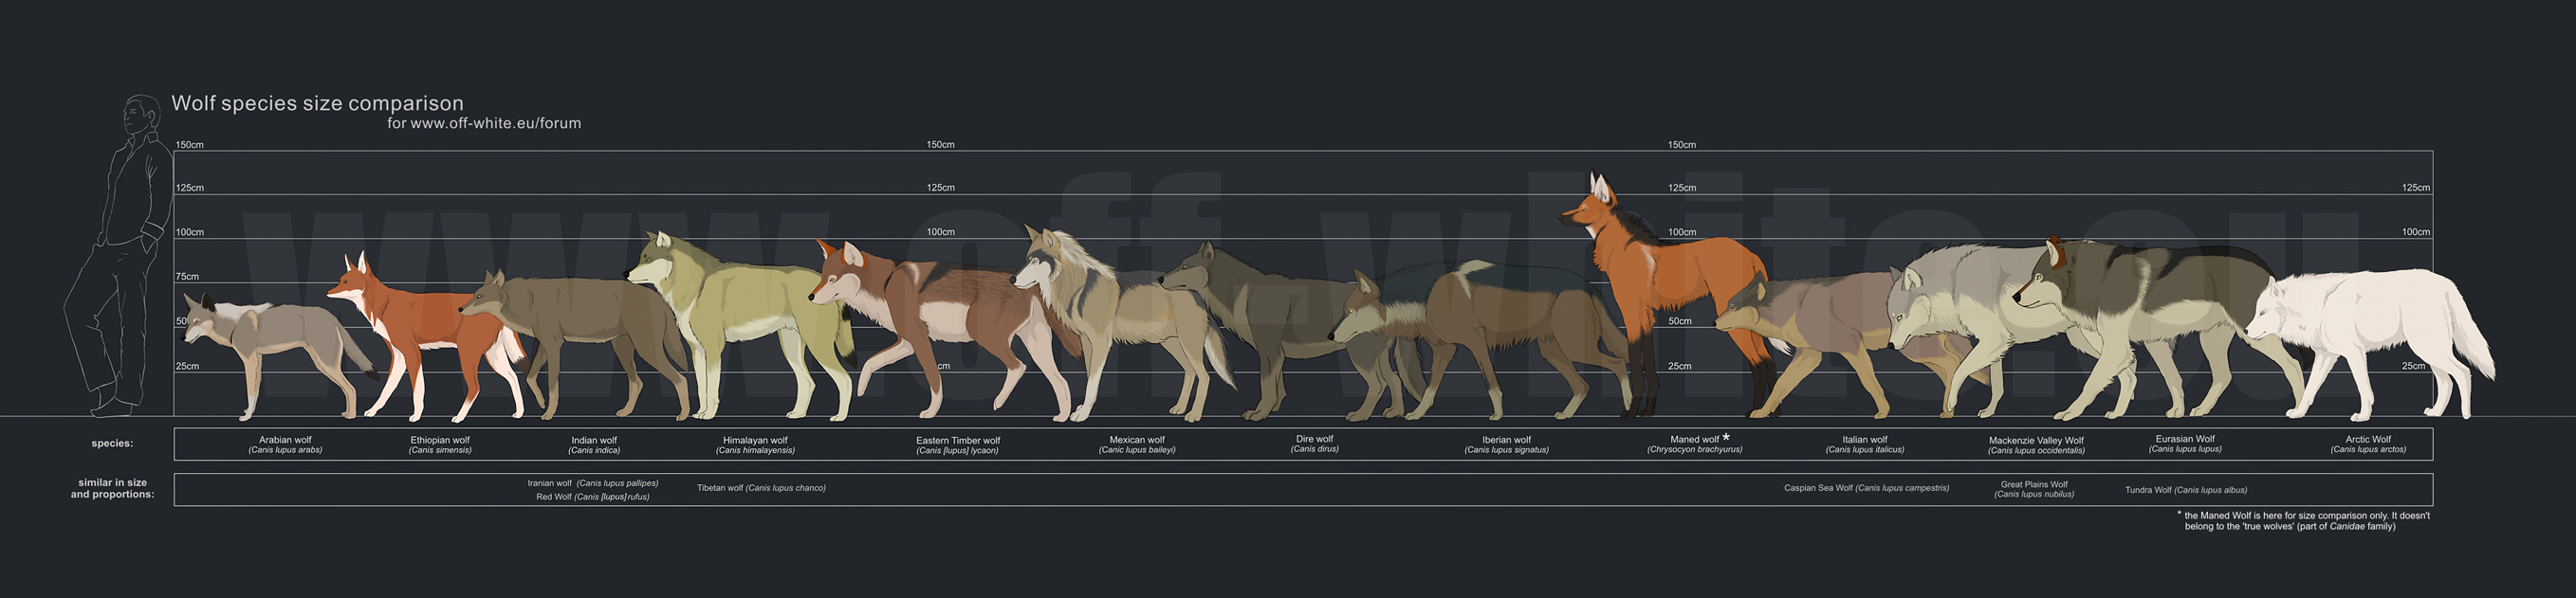 Wolf species size comparison
for www.off-white.eu/forum
150cm 150cm 150cm
125cm 125cm 125cm 125cm
100cm 100cm 100cm 100cm
75cm
50 50cm
25cm cm 25cm 25cm
www.off-white.eu
species:
Arabian wolf Ethiopian wolf Indian wolf Himalayan wolf Eastern Timber wolf Mexican wolf Dire wolf Iberian wolf Maned wolf * Italian wolf Mackenzie Valley Wolf Eurasian Wolf Arctic Wolf
(Canis lupus arabs) (Canis simensis) (Canis indica) (Canis himalayensis) (Canis [lupus] lycaon) (Canic lupus baileyi) (Canis dirus) (Canis lupus signatus) (Chrysocyon brachyurus) (Canis lupus italicus) (Canis lupus occidentalis) (Canis lupus lupus) (Canis lupus arctos)
similar in size
and proportions:
Iranian wolf (Canis lupus pallipes)
Red Wolf (Canis [lupus] rufus)
Tibetan wolf (Canis lupus chanco)
Caspian Sea Wolf (Canis lupus campestris)
Great Plains Wolf
(Canis lupus nubilus)
Tundra Wolf (Canis lupus albus)
* the Maned Wolf is here for size comparison only. It doesn't
belong to the 'true wolves' (part of Canidae family)